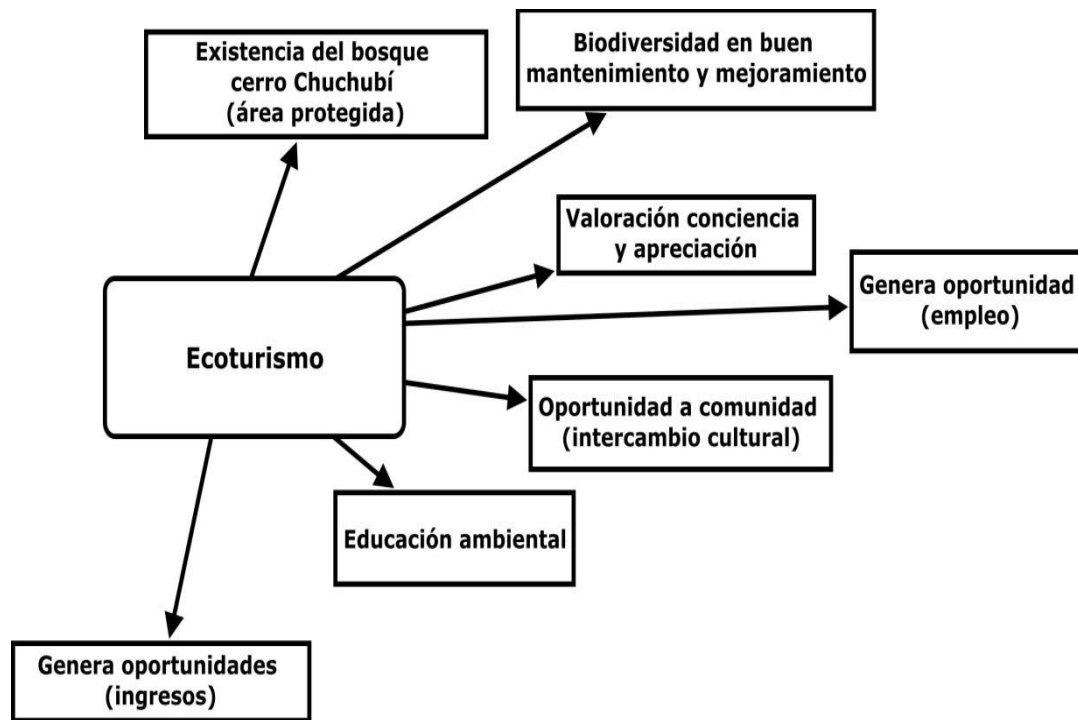 Existencia del bosque
cerro Chuchubí
(área protegida)
Biodiversidad en buen
mantenimiento y mejoramiento
Valoración conciencia
y apreciación
Genera oportunidad
(empleo)
Ecoturismo
Oportunidad a comunidad
(intercambio cultural)
Educación ambiental
Genera oportunidades
(ingresos)